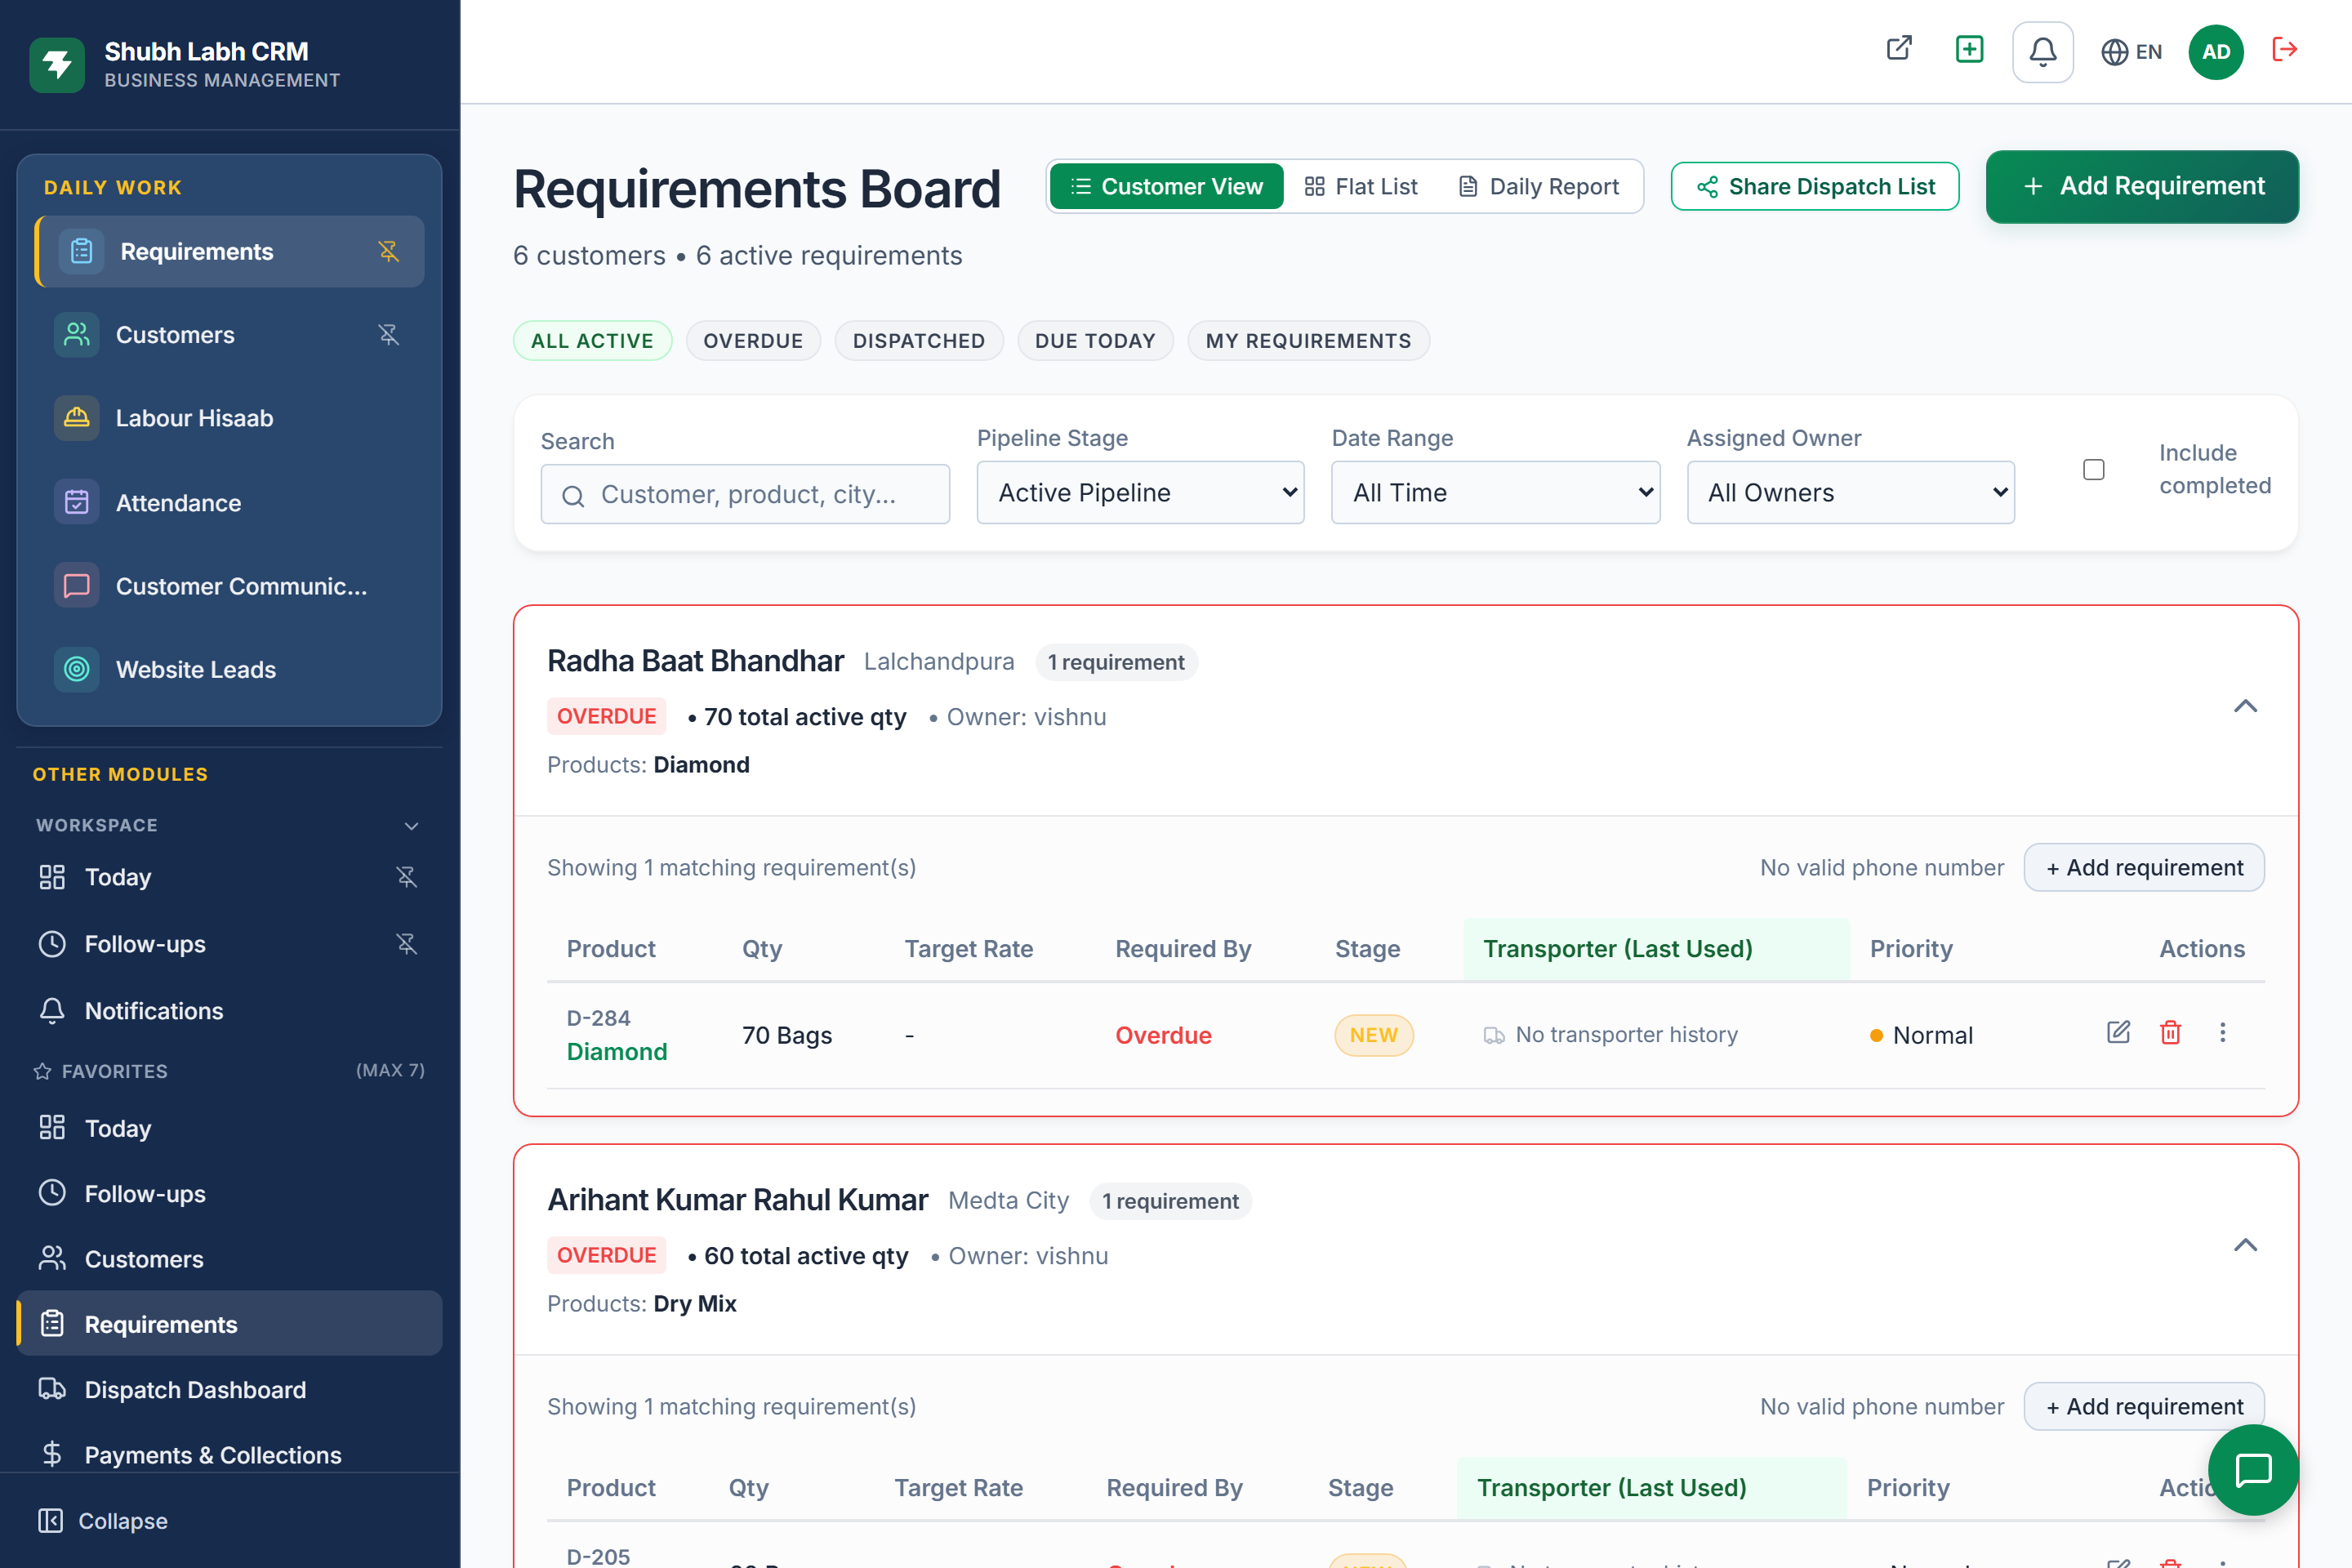 Shubh Labh CRM
BUSINESS MANAGEMENT
DAILY WORK
Requirements
Customers
Labour Hisaab
Attendance
Customer Communic...
Website Leads
OTHER MODULES
WORKSPACE
Today
Follow-ups
Notifications
FAVORITES (MAX 7)
Today
Follow-ups
Customers
Requirements
Dispatch Dashboard
Payments & Collections
Collapse
EN AD
Requirements Board Customer View Flat List Daily Report Share Dispatch List + Add Requirement
6 customers • 6 active requirements
ALL ACTIVE OVERDUE DISPATCHED DUE TODAY MY REQUIREMENTS
Search Pipeline Stage Date Range Assigned Owner Include completed
Customer, product, city... Active Pipeline All Time All Owners
Radha Baat Bhandhar Lalchandpura 1 requirement
OVERDUE • 70 total active qty • Owner: vishnu
Products: Diamond
Showing 1 matching requirement(s) No valid phone number + Add requirement
Product Qty Target Rate Required By Stage Transporter (Last Used) Priority Actions
D-284
Diamond 70 Bags - Overdue NEW No transporter history Normal
Arihant Kumar Rahul Kumar Medta City 1 requirement
OVERDUE • 60 total active qty • Owner: vishnu
Products: Dry Mix
Showing 1 matching requirement(s) No valid phone number + Add requirement
Product Qty Target Rate Required By Stage Transporter (Last Used) Priority
D-205